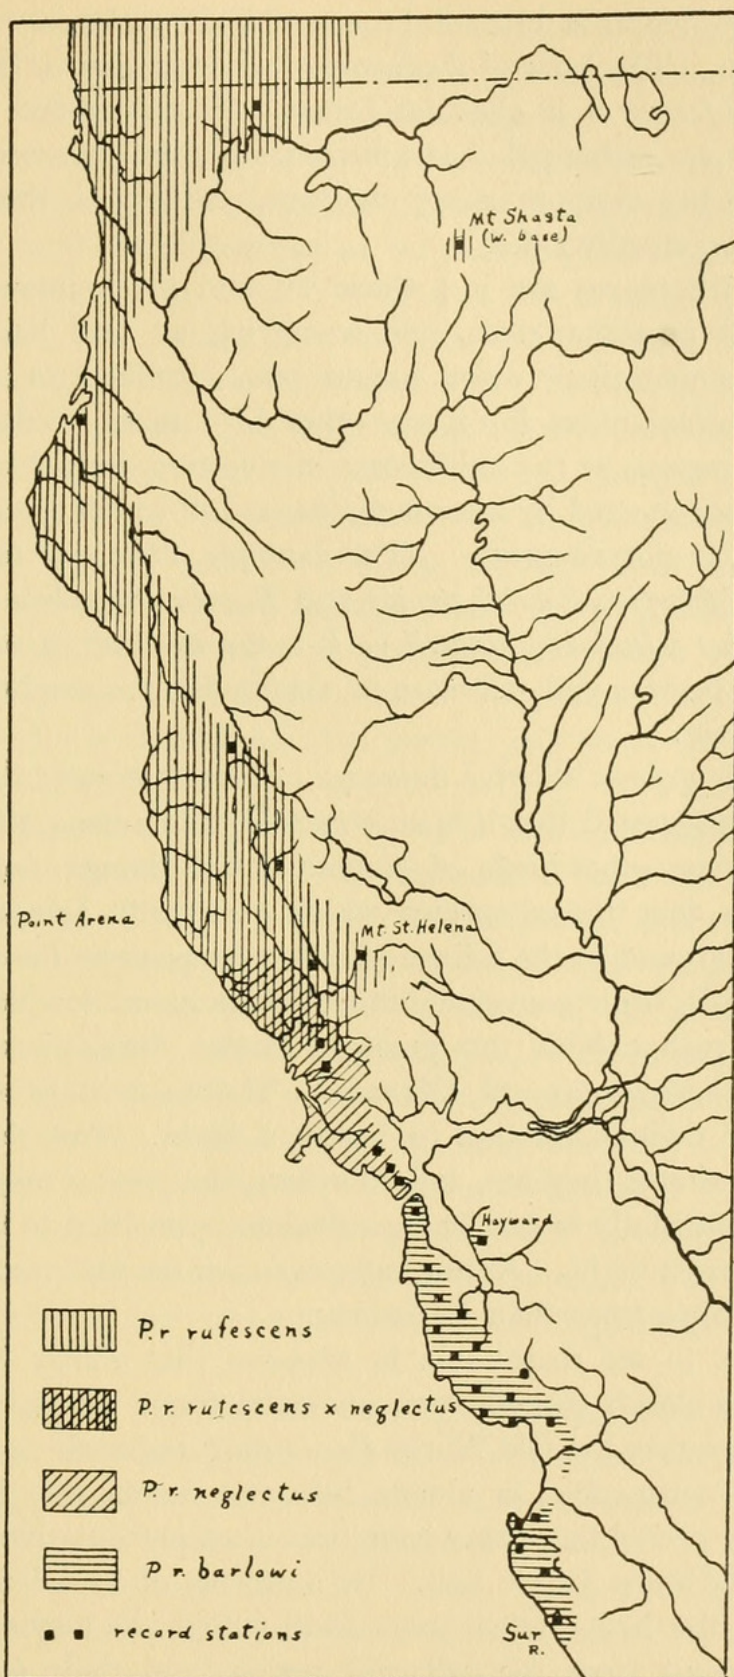 Mt Shasta
(w. base)
Point Arena
Mt. St. Helena
Hayward
P.r rufescens
P.r. rufescens x neglectus
P.r. neglectus
P r. barlowi
record stations
Sur
R.